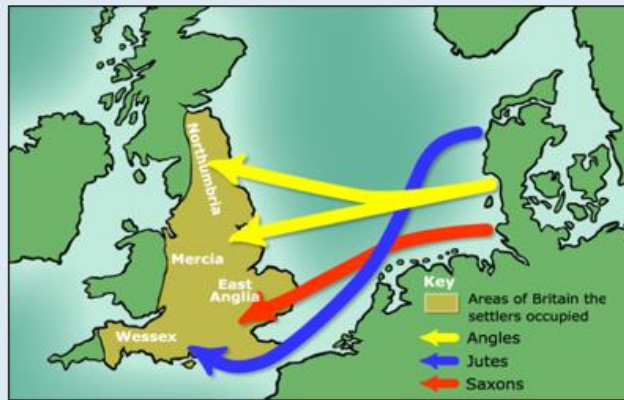 Northumbria
Mercia
East
Anglia
Wessex
Key
Areas of Britain the
settlers occupied
Angles
Jutes
Saxons